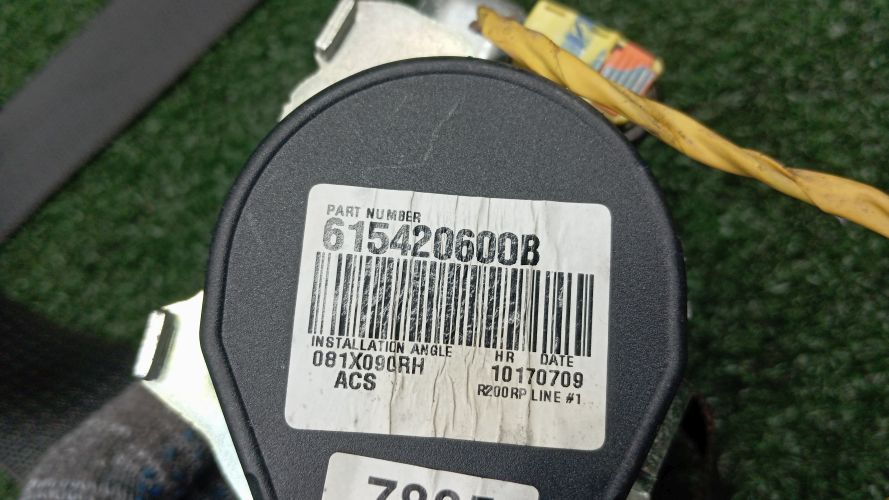 PART NUMBER
615420600B
INSTALLATION ANGLE HR DATE
081X090RH 10170709
ACS R200RP LINE #1